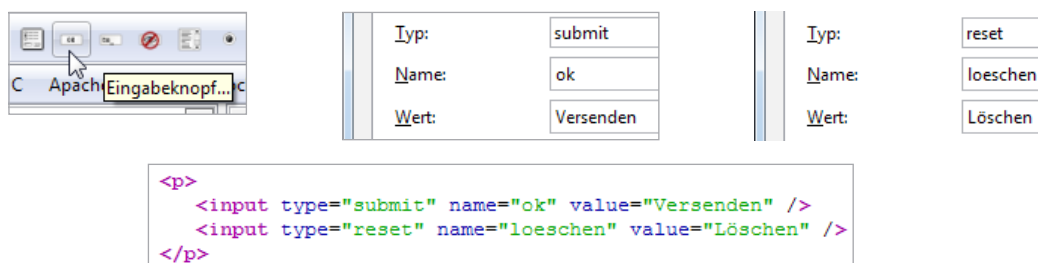 C Apach
Eingabeknopf...
Typ: submit
Name: ok
Wert: Versenden
Typ: reset
Name: loeschen
Wert: Löschen
<p>
<input type="submit" name="ok" value="Versenden" />
<input type="reset" name="loeschen" value="Löschen" />
</p>